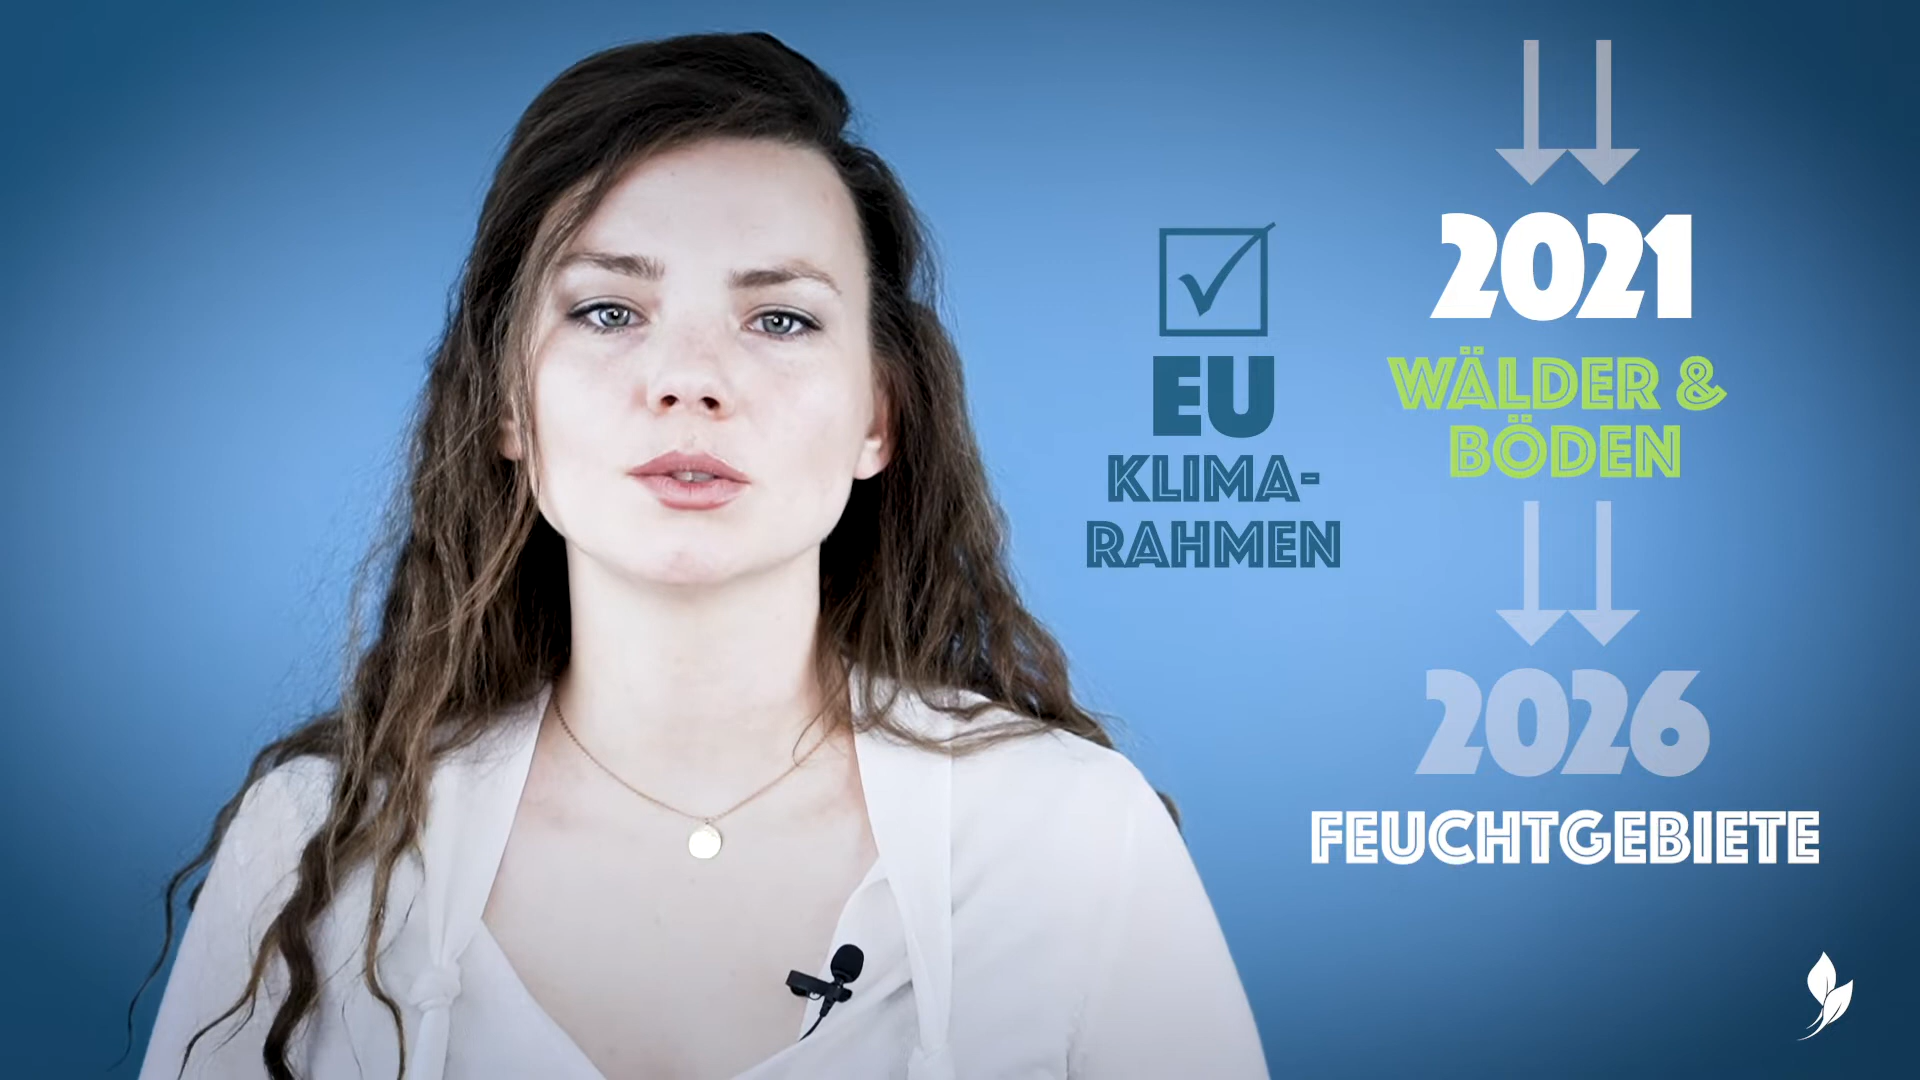 EU
KLIMA-
RAHMEN
2021
WÄLDER &
BÖDEN
2026
FEUCHTGEBIETE